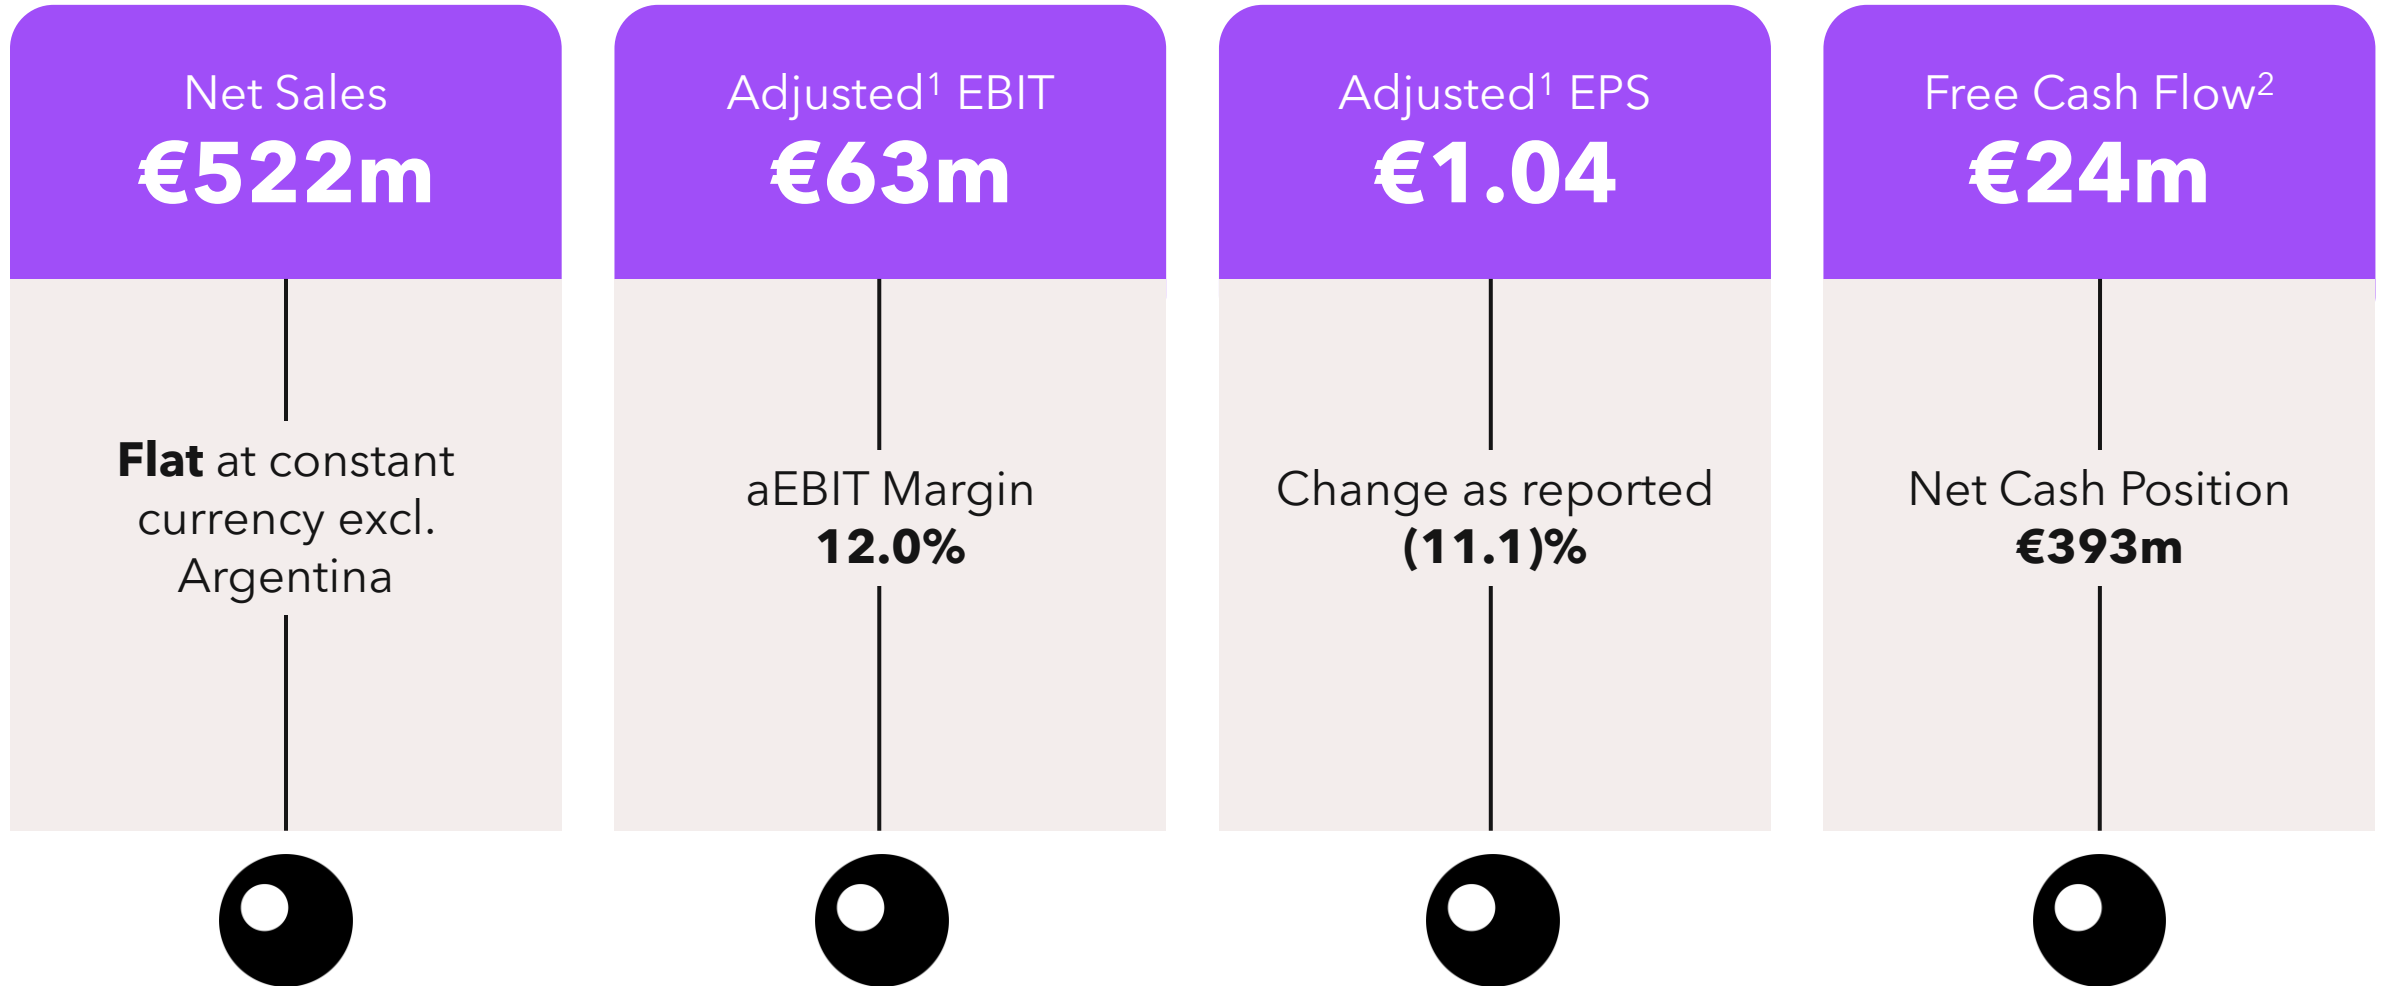 Net Sales
€522m
Flat at constant
currency excl.
Argentina
Adjusted¹ EBIT
€63m
aEBIT Margin
12.0%
Adjusted¹ EPS
€1.04
Change as reported
(11.1)%
Free Cash Flow²
€24m
Net Cash Position
€393m